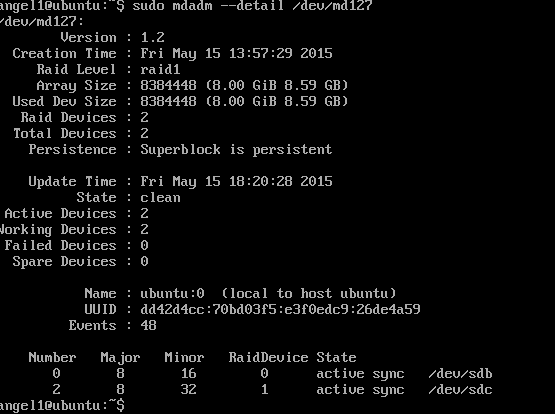 angel1@ubuntu:~$ sudo mdadm --detail /dev/md127
/dev/md127:
Version : 1.2
Creation Time : Fri May 15 13:57:29 2015
Raid Level : raid1
Array Size : 8384448 (8.00 GiB 8.59 GB)
Used Dev Size : 8384448 (8.00 GiB 8.59 GB)
Raid Devices : 2
Total Devices : 2
Persistence : Superblock is persistent
Update Time : Fri May 15 18:20:28 2015
State : clean
Active Devices : 2
Working Devices : 2
Failed Devices : 0
Spare Devices : 0
Name : ubuntu:0 (local to host ubuntu)
UUID : dd42d4cc:70bd03f5:e3f0edc9:26de4a59
Events : 48
Number Major Minor RaidDevice State
0 8 16 0 active sync /dev/sdb
2 8 32 1 active sync /dev/sdc
angel1@ubuntu:~$